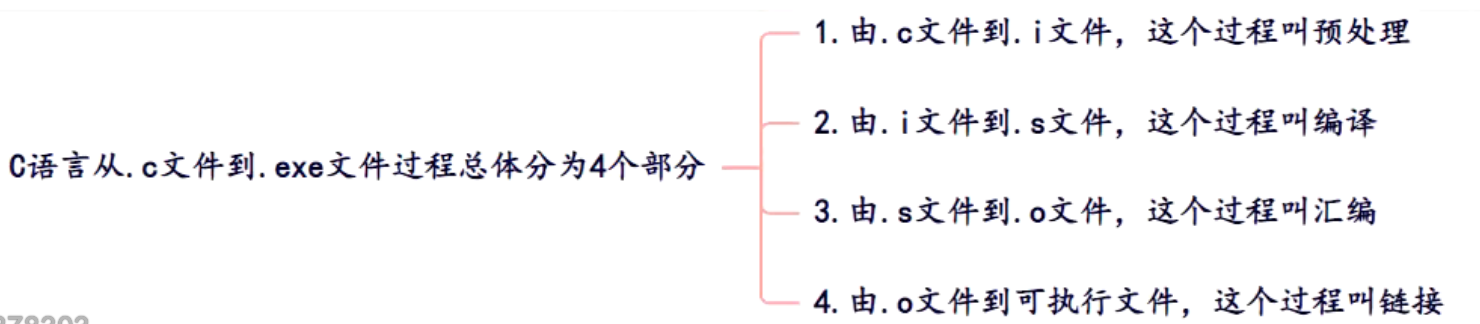 1. 由.c文件到.i文件，这个过程叫预处理
2. 由.i文件到.s文件，这个过程叫编译
C语言从.c文件到.exe文件过程总体分为4个部分
3. 由.s文件到.o文件，这个过程叫汇编
4. 由.o文件到可执行文件，这个过程叫链接